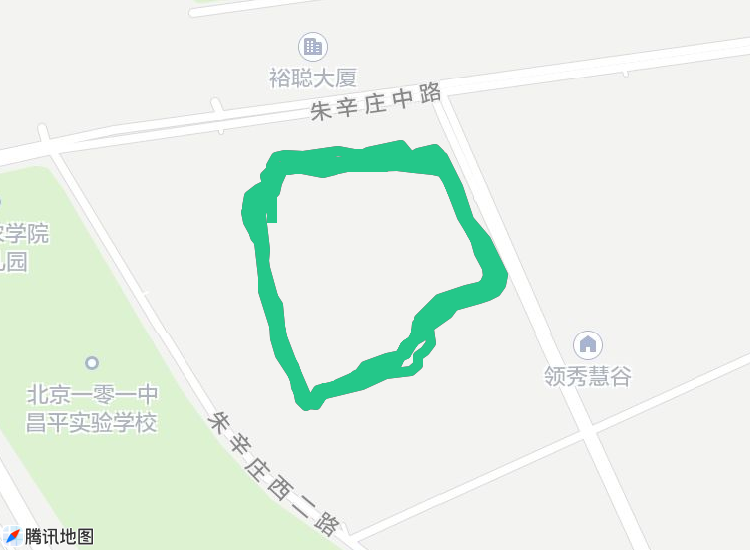 裕聪大厦
朱辛庄中路
农学院
儿园
领秀慧谷
北京一零一中
昌平实验学校
朱辛庄西二路
腾讯地图